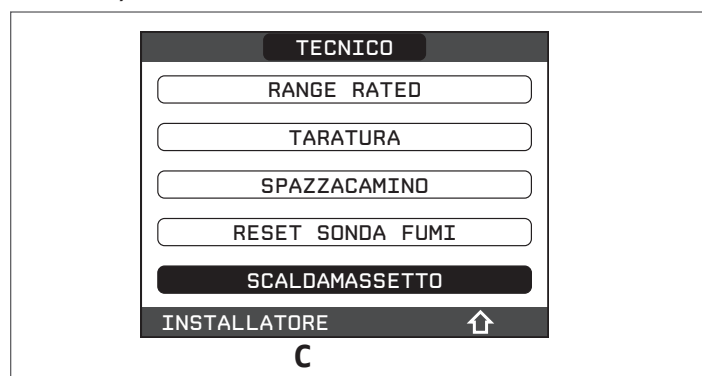 TECNICO
RANGE RATED
TARATURA
SPAZZACAMINO
RESET SONDA FUMI
SCALDAMASSETTO
INSTALLATORE
C